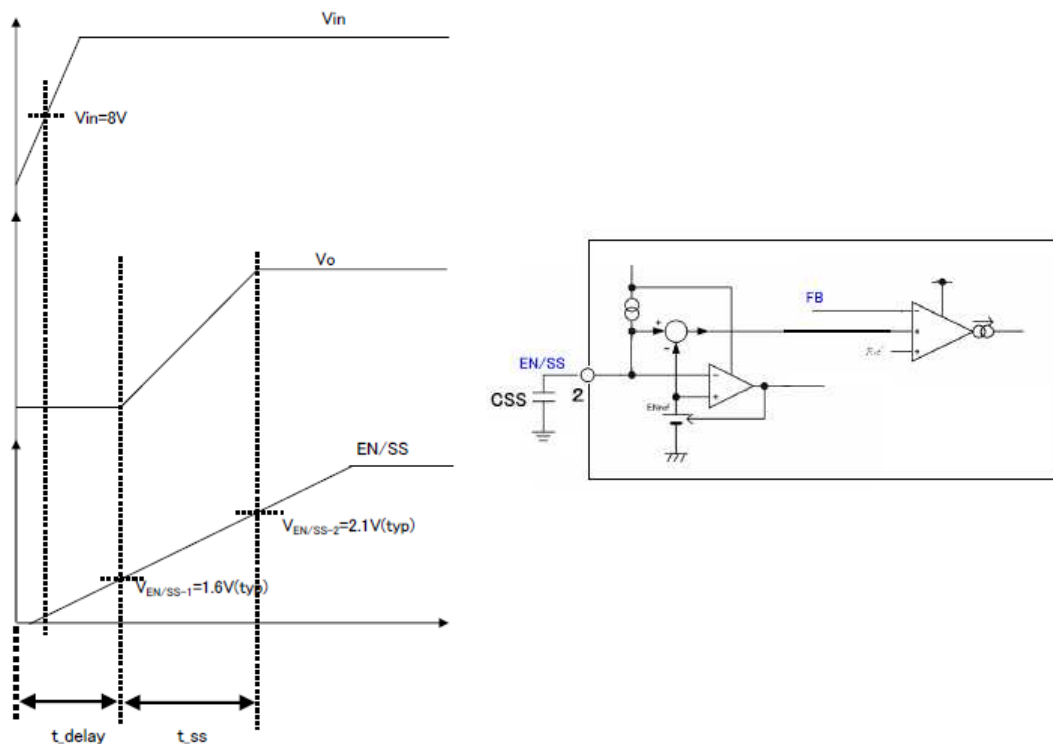 Vin
Vin=8V
Vo
EN/SS
VEN/SS-2=2.1V(typ)
VEN/SS-1=1.6V(typ)
t_delay
t_ss
FB
Ref
EN/SS
CSS
2
ENref